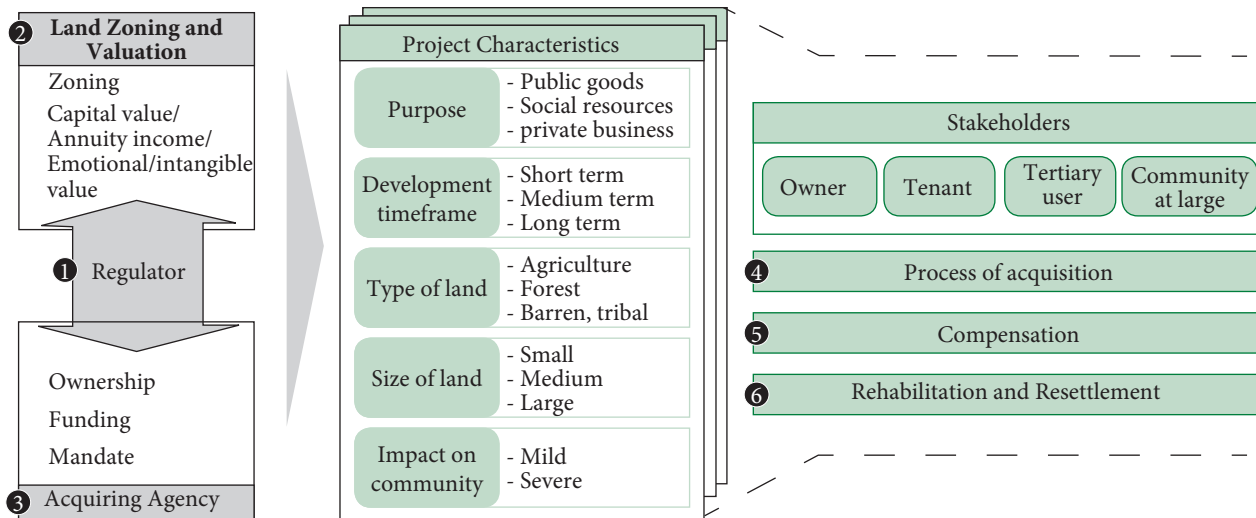 2
Land Zoning and
Valuation
Zoning
Capital value/
Annuity income/
Emotional/intangible
value
1
Regulator
Ownership
Funding
Mandate
3
Acquiring Agency
Project Characteristics
Purpose
- Public goods
- Social resources
- private business
Development
timeframe
- Short term
- Medium term
- Long term
Type of land
- Agriculture
- Forest
- Barren, tribal
Size of land
- Small
- Medium
- Large
Impact on
community
- Mild
- Severe
Stakeholders
Owner
Tenant
Tertiary
user
Community
at large
4
Process of acquisition
5
Compensation
6
Rehabilitation and Resettlement